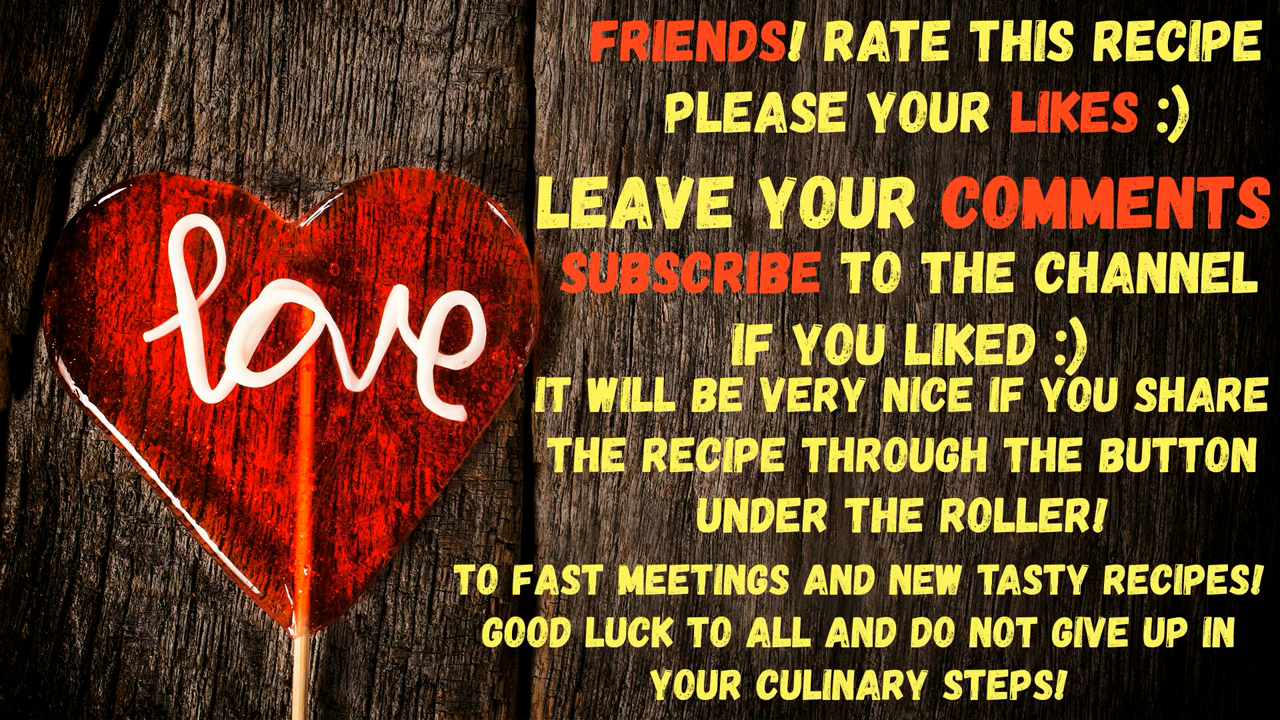 love
FRIENDS! RATE THIS RECIPE
PLEASE YOUR LIKES :)
LEAVE YOUR COMMENTS
SUBSCRIBE TO THE CHANNEL
IF YOU LIKED :)
IT WILL BE VERY NICE IF YOU SHARE
THE RECIPE THROUGH THE BUTTON
UNDER THE ROLLER!
TO FAST MEETINGS AND NEW TASTY RECIPES!
GOOD LUCK TO ALL AND DO NOT GIVE UP IN
YOUR CULINARY STEPS!